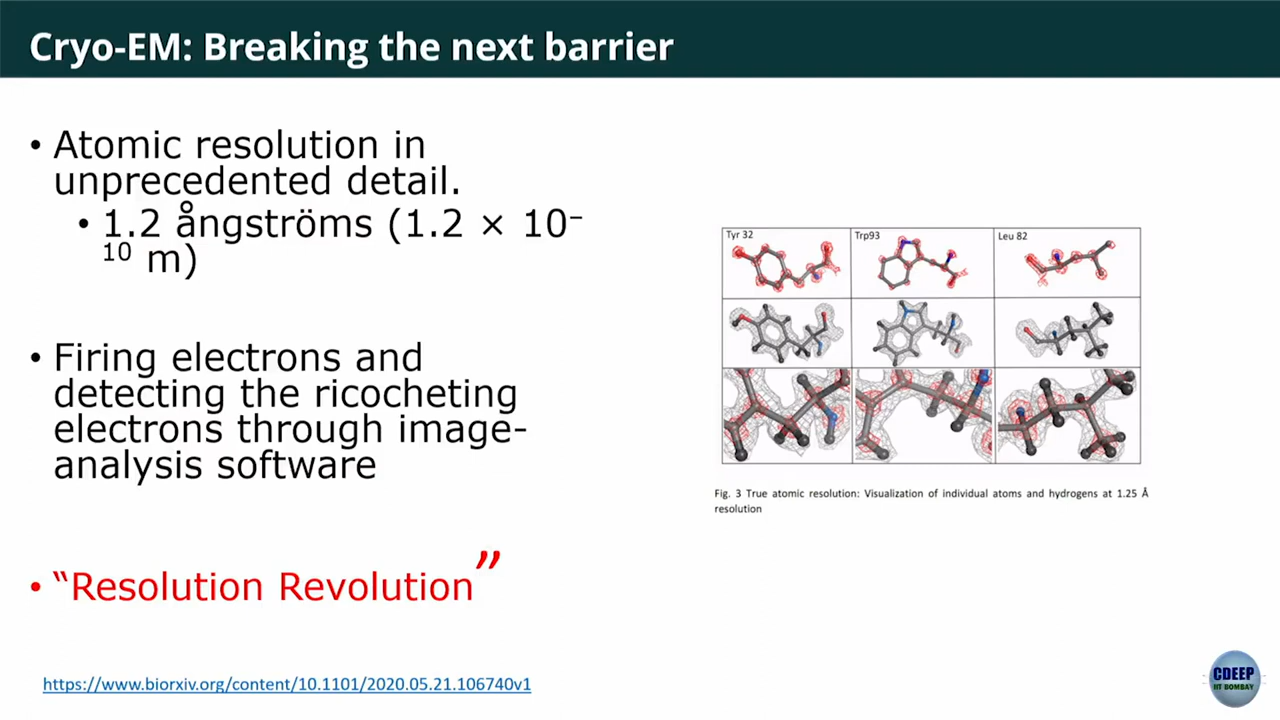 Cryo-EM: Breaking the next barrier
• Atomic resolution in
unprecedented detail.
• 1.2 ångströms (1.2 × 10⁻
¹⁰ m)
• Firing electrons and
detecting the ricocheting
electrons through image-
analysis software
• “Resolution Revolution”
Tyr 32
Trp93
Leu 82
Fig. 3 True atomic resolution: Visualization of individual atoms and hydrogens at 1.25 Å
resolution
https://www.biorxiv.org/content/10.1101/2020.05.21.106740v1
CDEEP
IIT BOMBAY